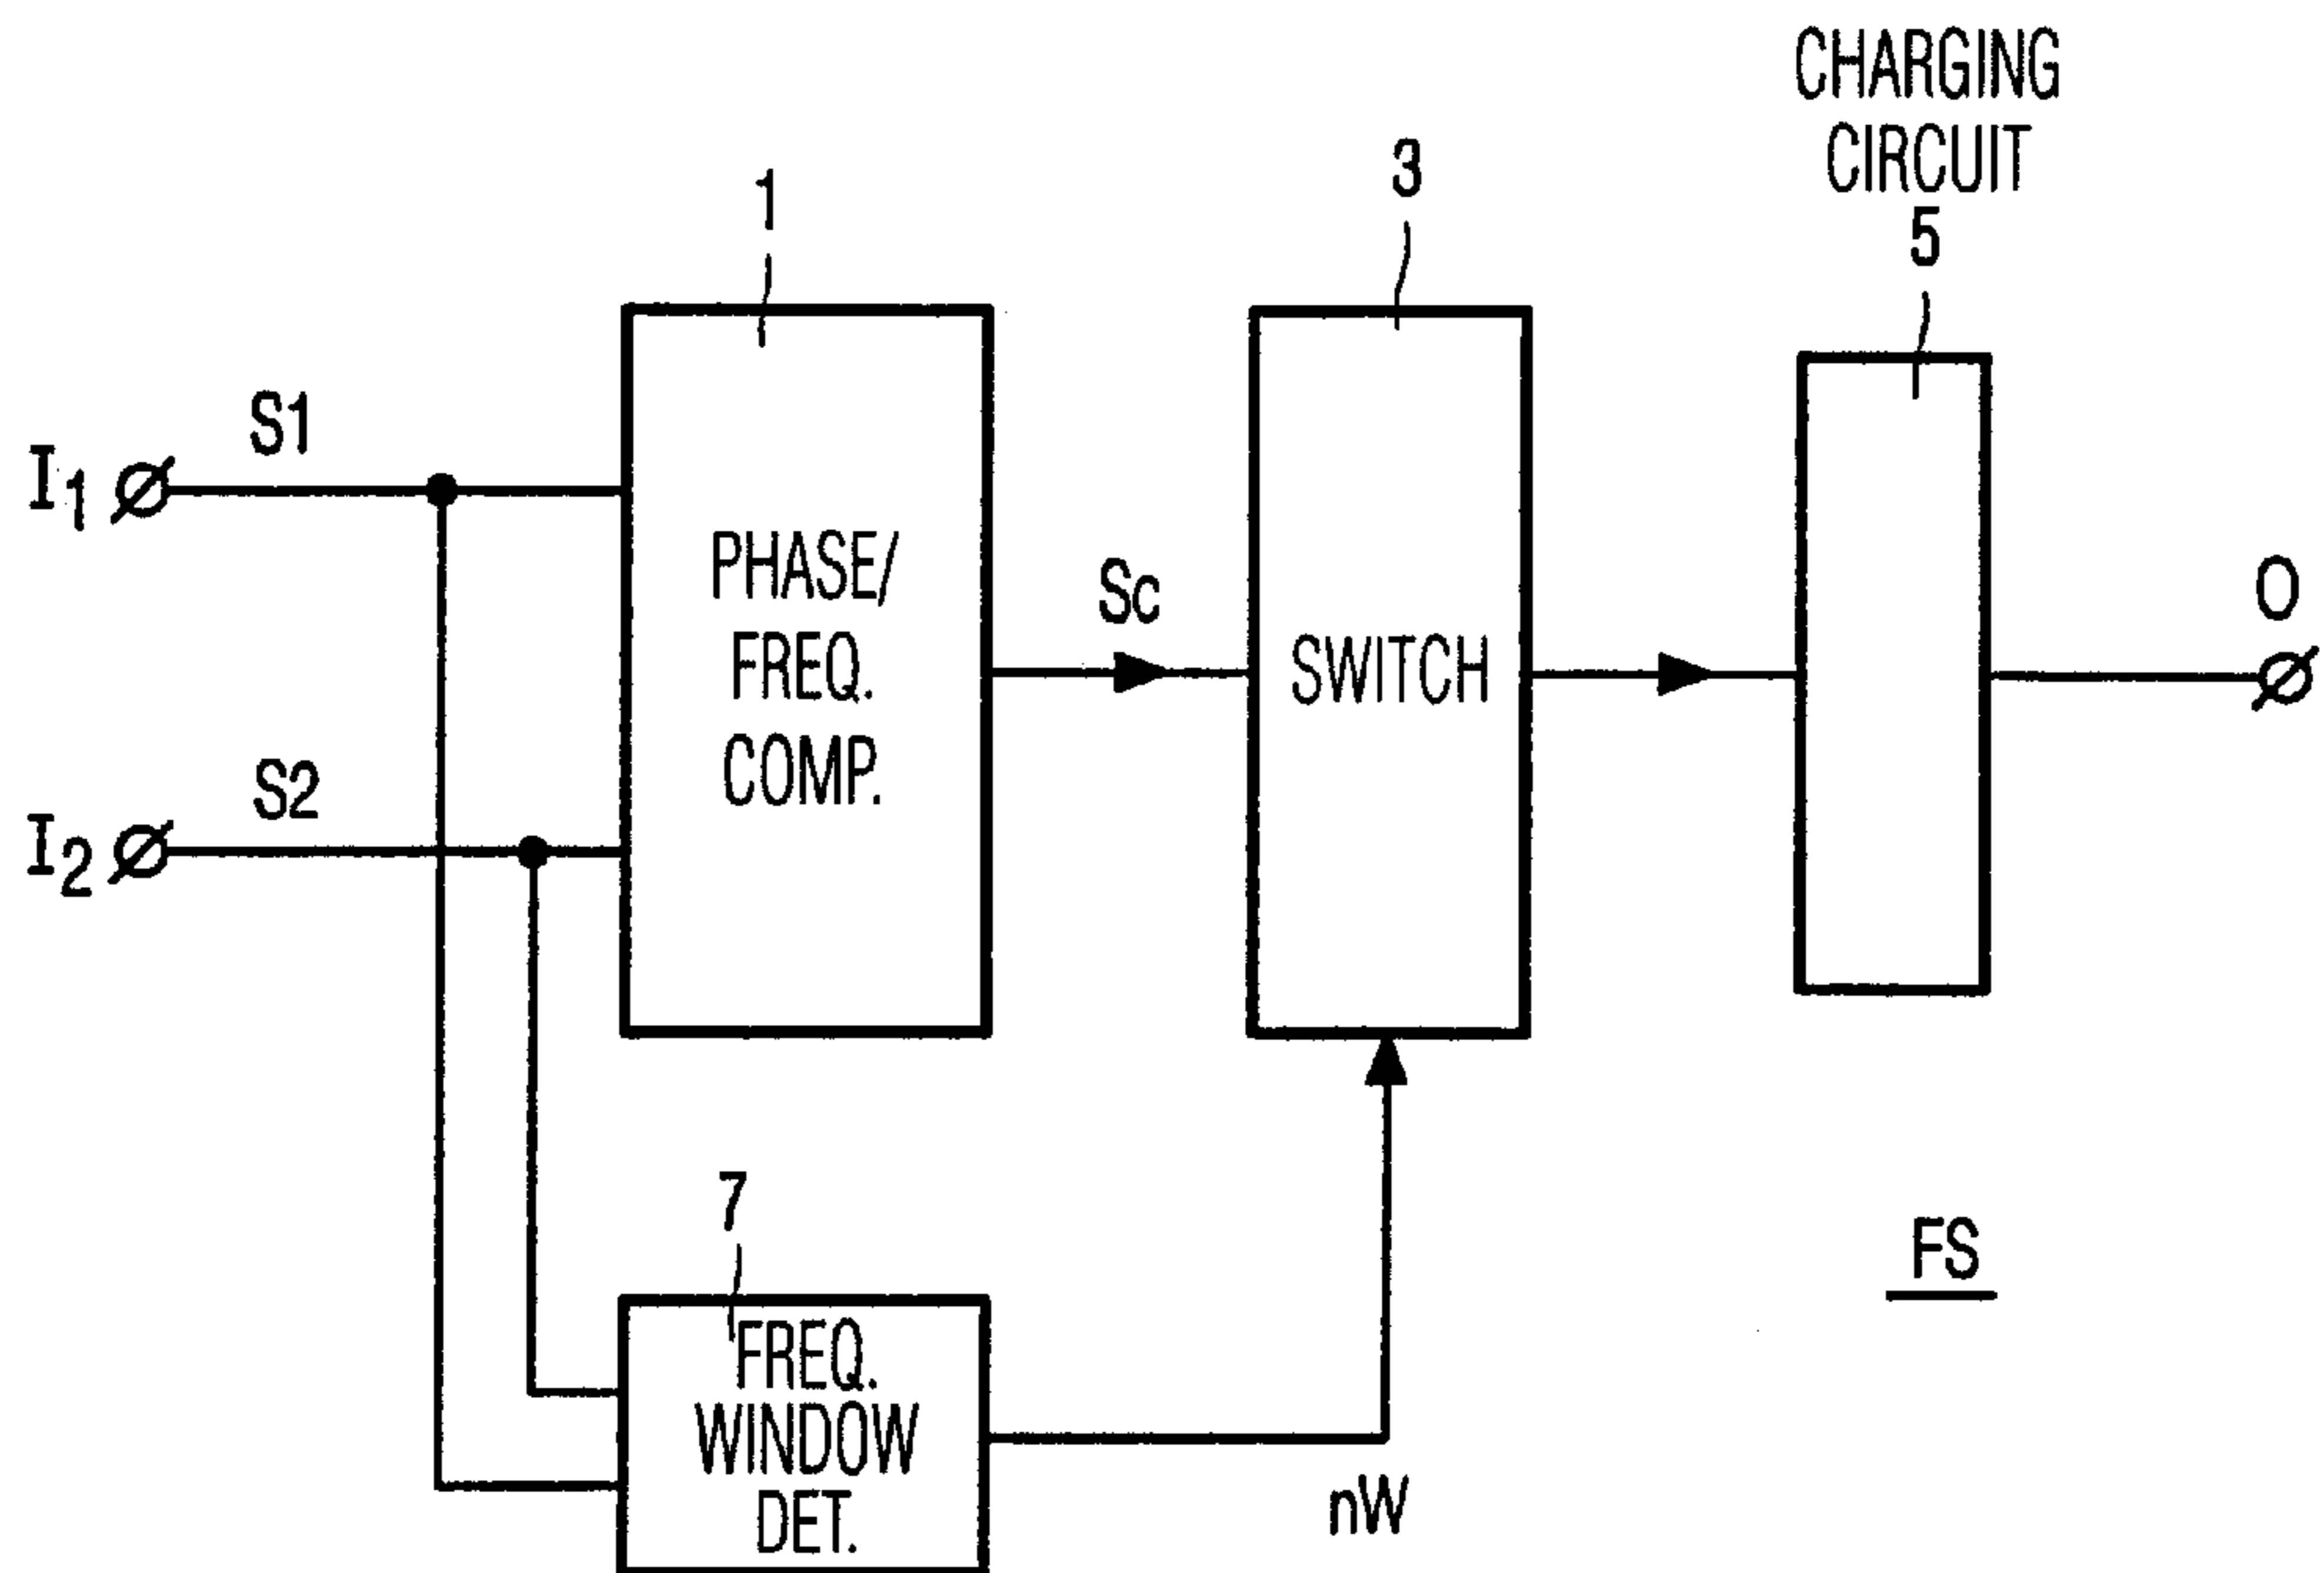 CHARGING
CIRCUIT
5
1
3
S1
I1
PHASE/
FREQ.
COMP.
Sc
SWITCH
O
S2
I2
7
FREQ.
WINDOW
DET.
nW
FS